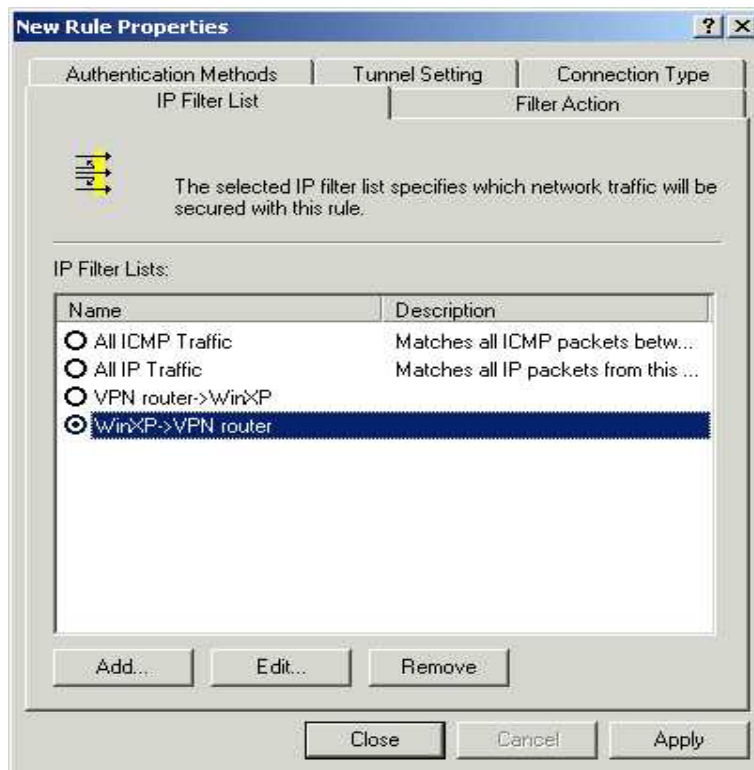 New Rule Properties
Authentication Methods Tunnel Setting Connection Type
IP Filter List Filter Action
The selected IP filter list specifies which network traffic will be
secured with this rule.
IP Filter Lists:
Name Description
All ICMP Traffic Matches all ICMP packets betw...
All IP Traffic Matches all IP packets from this ...
VPN router->WinXP
WinXP->VPN router
Add... Edit... Remove
Close Cancel Apply